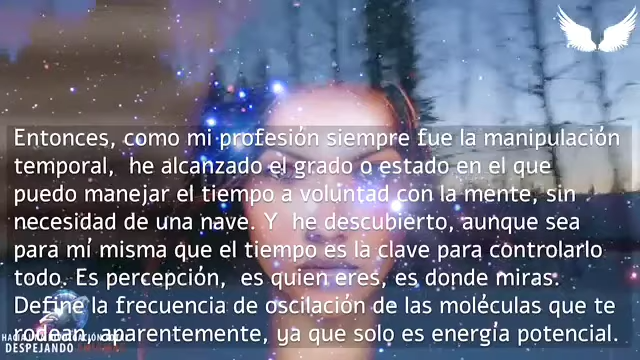 Entonces, como mi profesión siempre fue la manipulación
temporal, he alcanzado el grado o estado en el que
puedo manejar el tiempo a voluntad con la mente, sin
necesidad de una nave. Y he descubierto, aunque sea
para mí misma que el tiempo es la clave para controlarlo
todo. Es percepción, es quien eres, es donde miras.
Define la frecuencia de oscilación de las moléculas que te
rodean, aparentemente, ya que solo es energía potencial.
DESPEJANDO